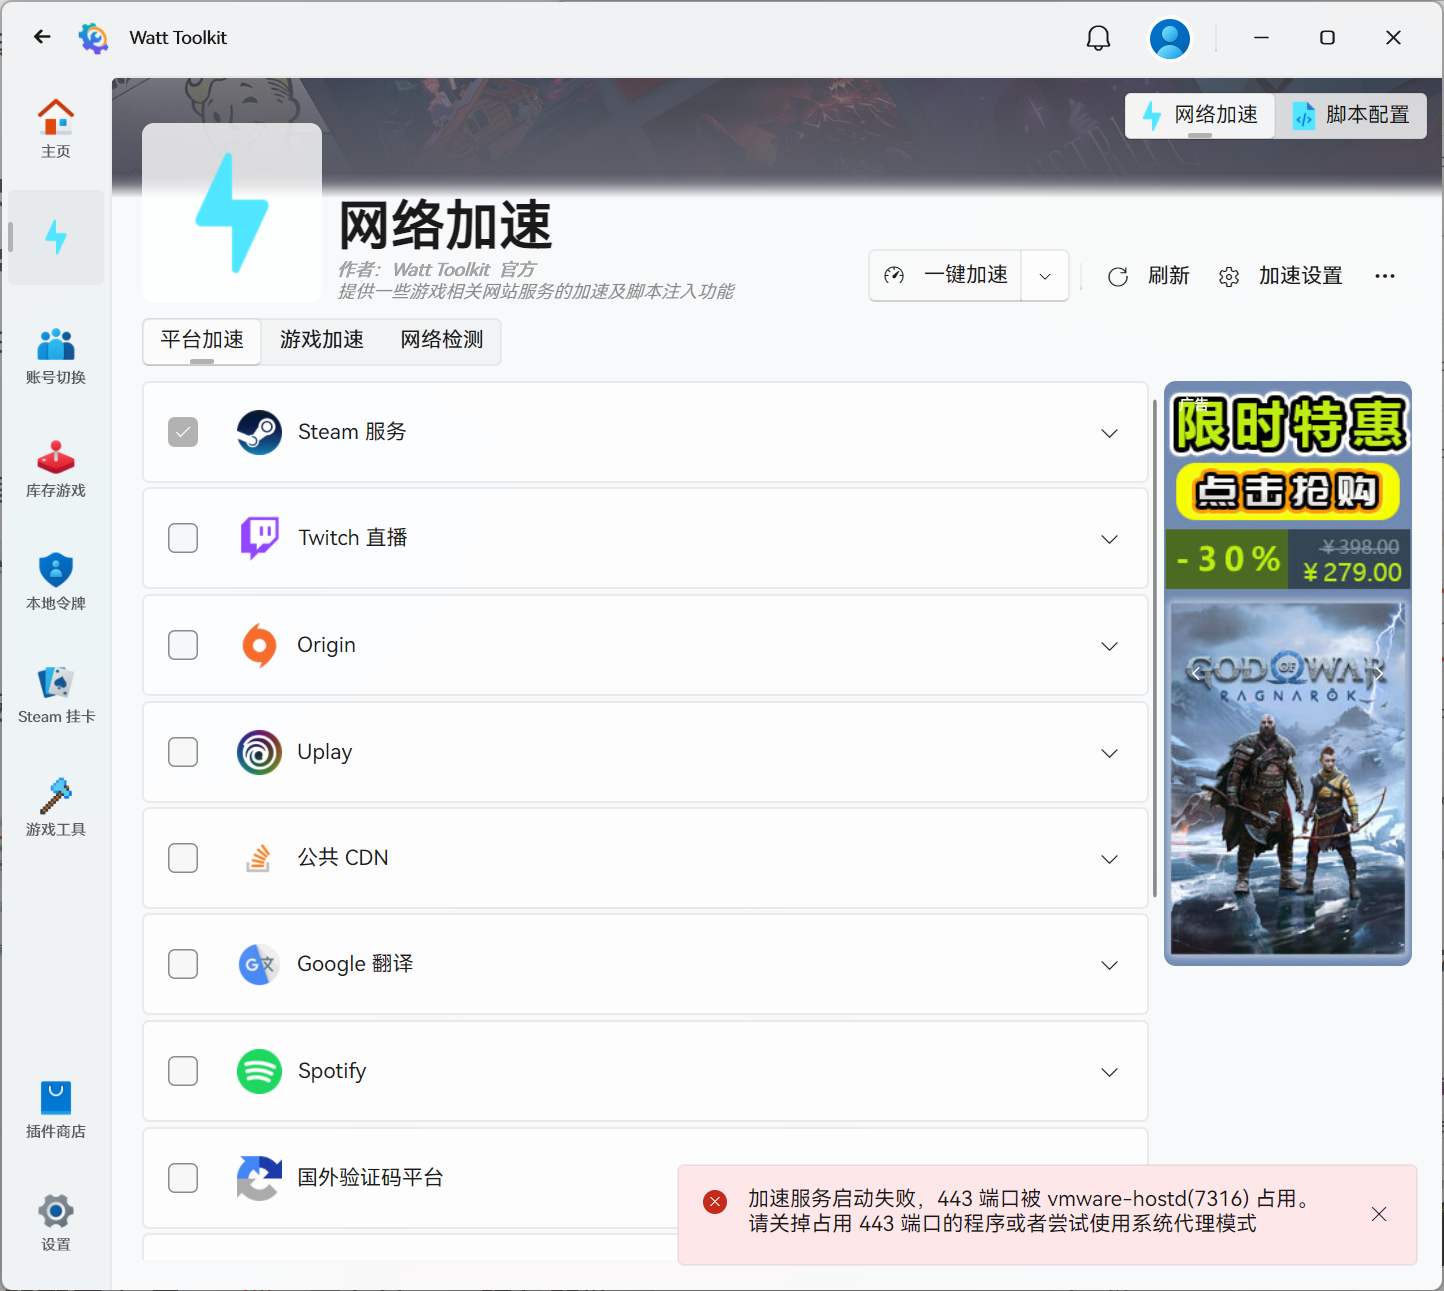 Watt Toolkit
网络加速
脚本配置
主页
网络加速
作者：Watt Toolkit 官方
提供一些游戏相关网站服务的加速及脚本注入功能
一键加速
刷新
加速设置
平台加速
游戏加速
网络检测
账号切换
库存游戏
本地令牌
Steam 挂卡
游戏工具
插件商店
设置
Steam 服务
Twitch 直播
Origin
Uplay
公共 CDN
Google 翻译
Spotify
国外验证码平台
广告
限时特惠
点击抢购
-30%
¥398.00
¥279.00
GOD OF WAR
RAGNARÖK
加速服务启动失败，443 端口被 vmware-hostd(7316) 占用。
请关掉占用 443 端口的程序或者尝试使用系统代理模式